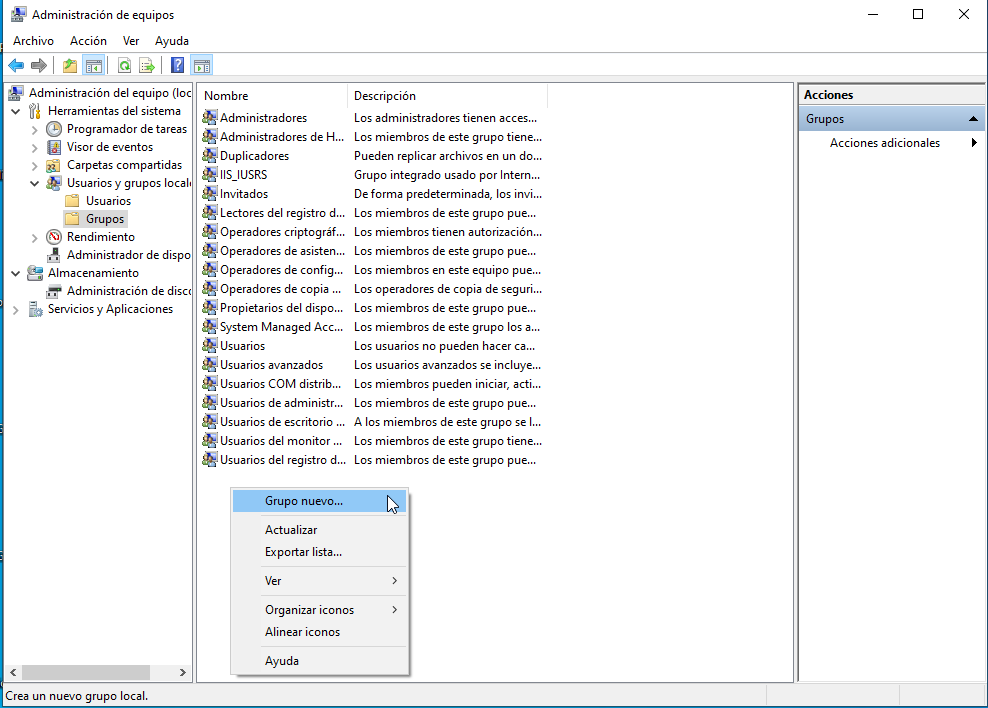 Administración de equipos
Archivo Acción Ver Ayuda
Administración del equipo (loc
Herramientas del sistema
Programador de tareas
Visor de eventos
Carpetas compartidas
Usuarios y grupos locale
Usuarios
Grupos
Rendimiento
Administrador de dispo
Almacenamiento
Administración de disc
Servicios y Aplicaciones
Nombre Descripción
Administradores Los administradores tienen acces...
Administradores de H... Los miembros de este grupo tiene...
Duplicadores Pueden replicar archivos en un do...
IIS_IUSRS Grupo integrado usado por Intern...
Invitados De forma predeterminada, los invi...
Lectores del registro d... Los miembros de este grupo pue...
Operadores criptográf... Los miembros tienen autorización...
Operadores de asisten... Los miembros de este grupo pue...
Operadores de config... Los miembros en este equipo pue...
Operadores de copia ... Los operadores de copia de seguri...
Propietarios del dispo... Los miembros de este grupo pue...
System Managed Acc... Los miembros de este grupo los a...
Usuarios Los usuarios no pueden hacer ca...
Usuarios avanzados Los usuarios avanzados se incluye...
Usuarios COM distrib... Los miembros pueden iniciar, acti...
Usuarios de administr... Los miembros de este grupo pue...
Usuarios de escritorio ... A los miembros de este grupo se l...
Usuarios del monitor ... Los miembros de este grupo tiene...
Usuarios del registro d... Los miembros de este grupo pue...
Grupo nuevo...
Actualizar
Exportar lista...
Ver
Organizar iconos
Alinear iconos
Ayuda
Acciones
Grupos
Acciones adicionales
Crea un nuevo grupo local.